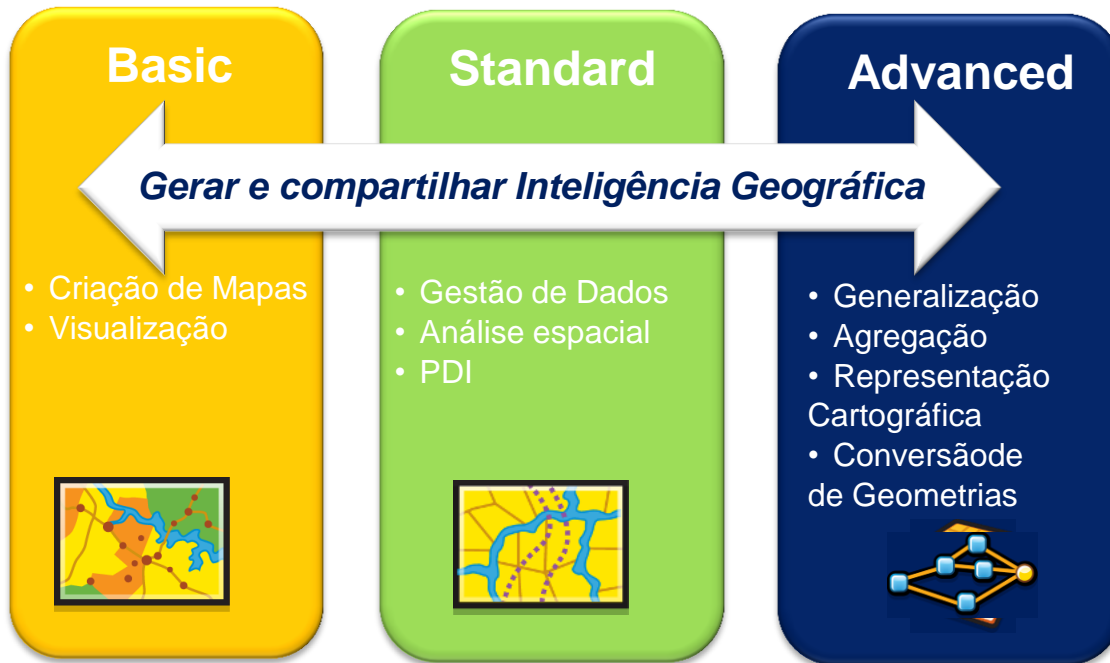 Basic
Standard
Advanced
Gerar e compartilhar Inteligência Geográfica
• Criação de Mapas
• Visualização
• Gestão de Dados
• Análise espacial
• PDI
• Generalização
• Agregação
• Representação
Cartográfica
• Conversãode
de Geometrias